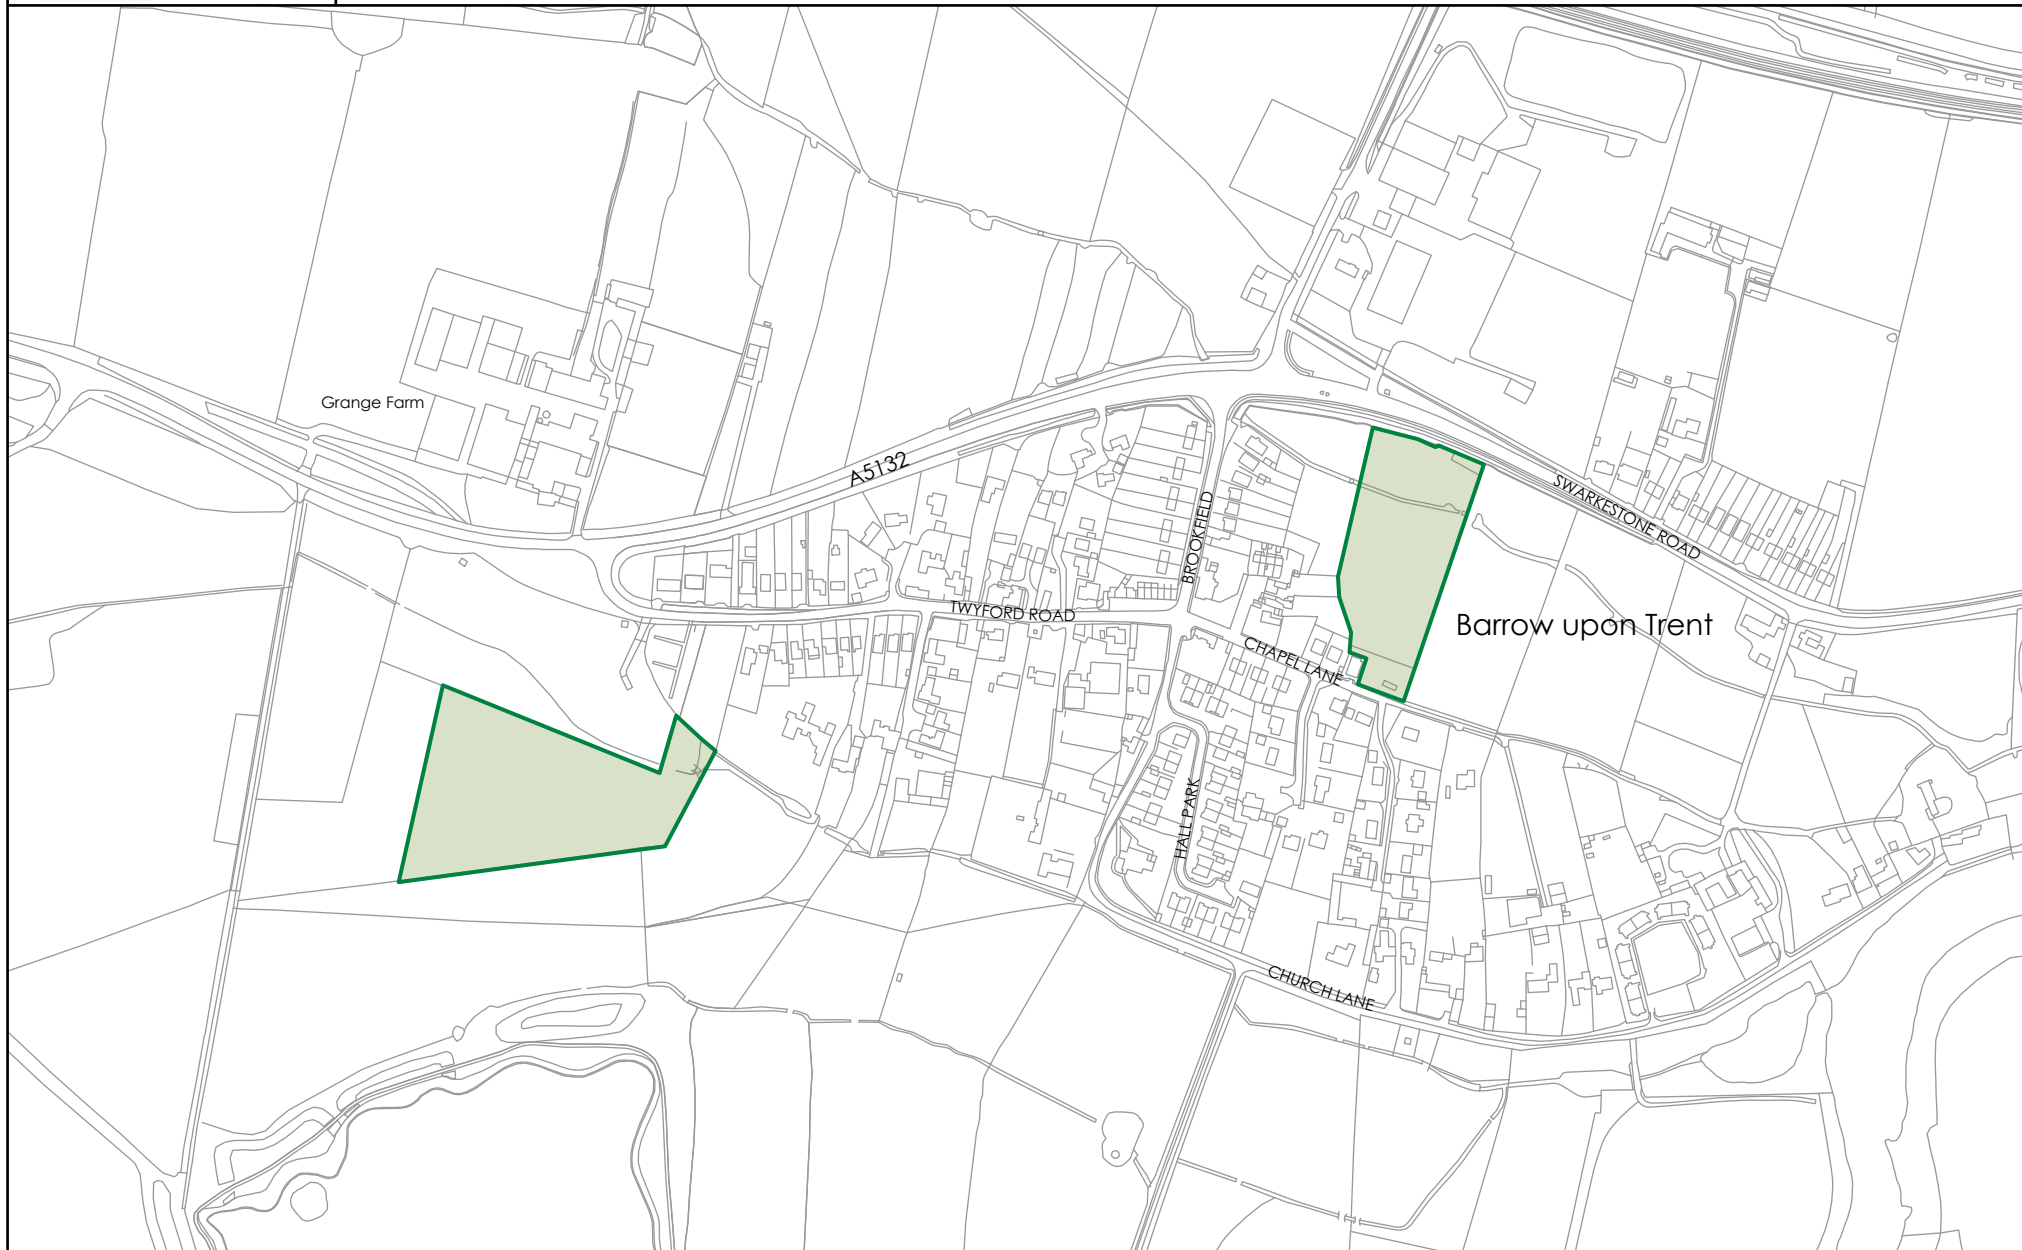 Grange Farm
A5132
SWARKESTONE ROAD
BROOKFIELD
TWYFORD ROAD
Barrow upon Trent
CHAPEL LANE
HALL PARK
CHURCH LANE